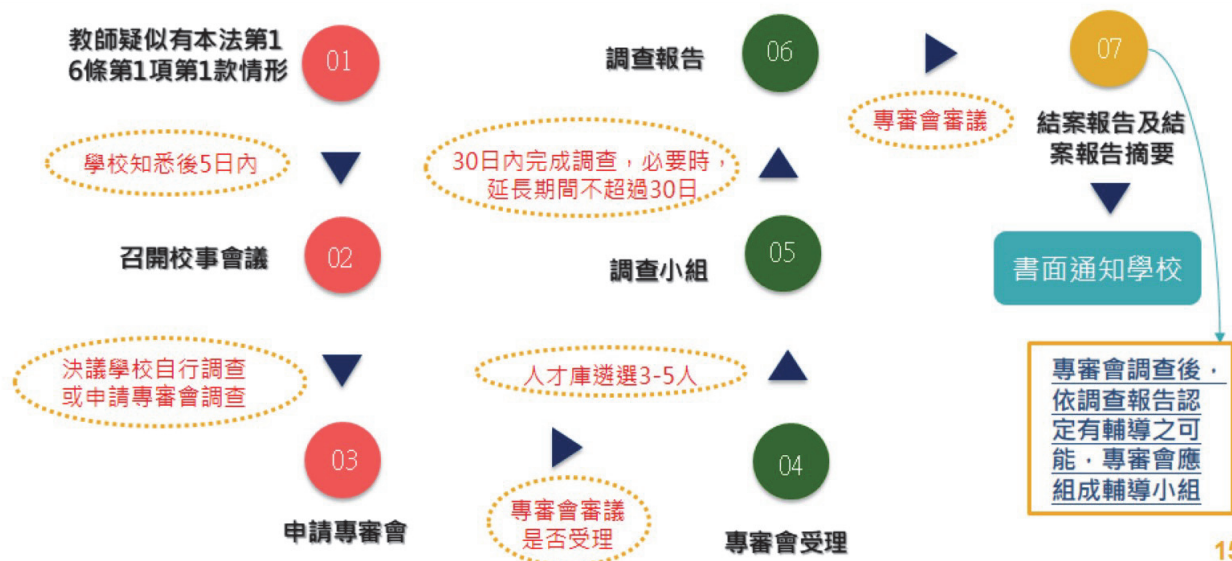 教師疑似有本法第1
6條第1項第1款情形
01
學校知悉後5日內
召開校事會議
02
決議學校自行調查
或申請專審會調查
03
申請專審會
專審會審議
是否受理
04
專審會受理
人才庫遴選3-5人
調查小組
05
30日內完成調查，必要時，
延長期間不超過30日
調查報告
06
專審會審議
07
結案報告及結
案報告摘要
書面通知學校
專審會調查後，
依調查報告認
定有輔導之可
能，專審會應
組成輔導小組